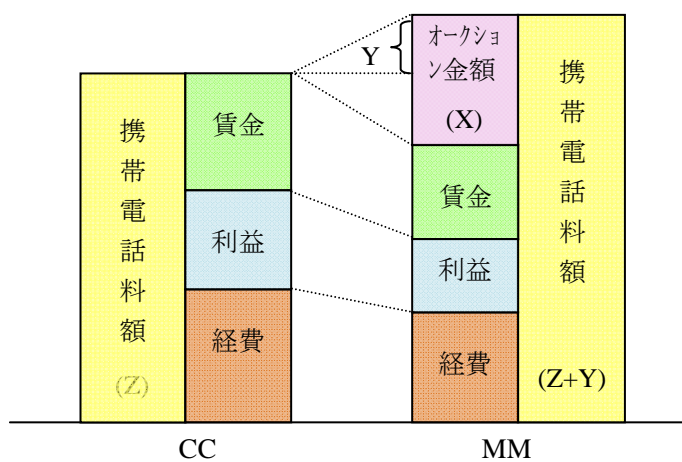 携帯電話料額
(Z)
賃金
利益
経費
Y
オークショ
ン金額
(X)
賃金
利益
経費
携帯電話料額
(Z+Y)
CC
MM